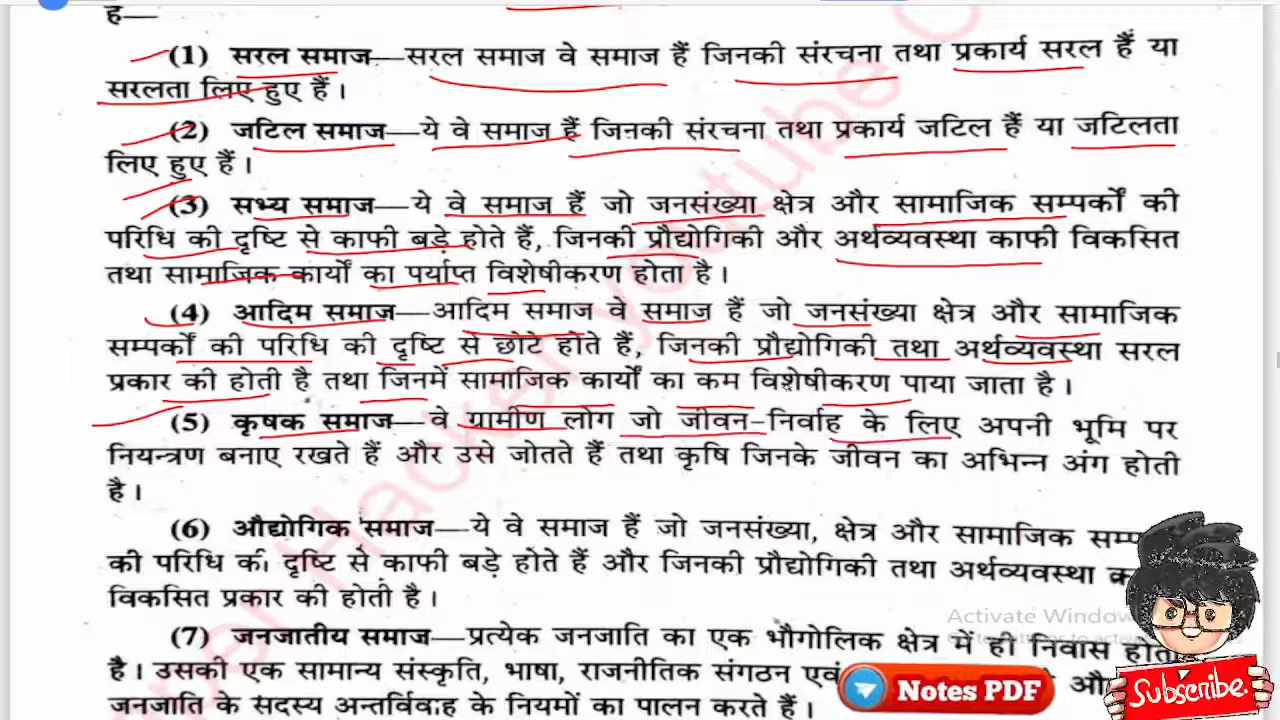 है—
(1) सरल समाज—सरल समाज वे समाज हैं जिनकी संरचना तथा प्रकार्य सरल हैं या
सरलता लिए हुए हैं।
(2) जटिल समाज—ये वे समाज हैं जिनकी संरचना तथा प्रकार्य जटिल हैं या जटिलता
लिए हुए हैं।
(3) सभ्य समाज—ये वे समाज हैं जो जनसंख्या क्षेत्र और सामाजिक सम्पर्कों की
परिधि की दृष्टि से काफी बड़े होते हैं, जिनकी प्रौद्योगिकी और अर्थव्यवस्था काफी विकसित
तथा सामाजिक कार्यों का पर्याप्त विशेषीकरण होता है।
(4) आदिम समाज—आदिम समाज वे समाज हैं जो जनसंख्या क्षेत्र और सामाजिक
सम्पर्कों की परिधि की दृष्टि से छोटे होते हैं, जिनकी प्रौद्योगिकी तथा अर्थव्यवस्था सरल
प्रकार की होती है तथा जिनमें सामाजिक कार्यों का कम विशेषीकरण पाया जाता है।
(5) कृषक समाज—वे ग्रामीण लोग जो जीवन-निर्वाह के लिए अपनी भूमि पर
नियन्त्रण बनाए रखते हैं और उसे जोतते हैं तथा कृषि जिनके जीवन का अभिन्न अंग होती
है।
(6) औद्योगिक समाज—ये वे समाज हैं जो जनसंख्या, क्षेत्र और सामाजिक
की परिधि की दृष्टि से काफी बड़े होते हैं और जिनकी प्रौद्योगिकी तथा अर्थव्यवस्था
विकसित प्रकार की होती है।
Activate Windows
(7) जनजातीय समाज—प्रत्येक जनजाति का एक भौगोलिक क्षेत्र में ही निवास होता
है। उसकी एक सामान्य संस्कृति, भाषा, राजनीतिक संगठन एवं
जनजाति के सदस्य अन्तर्विवाह के नियमों का पालन करते हैं।
Notes PDF
Subscribe
Hacker youtube